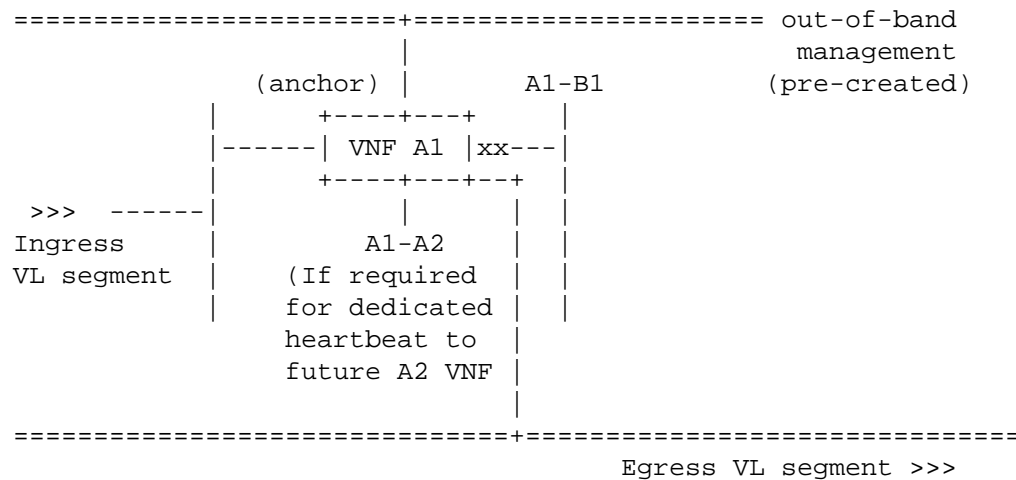 out-of-band
management
(anchor) A1-B1 (pre-created)
VNF A1 xx
>>>
Ingress A1-A2
VL segment (If required
for dedicated
heartbeat to
future A2 VNF
Egress VL segment >>>